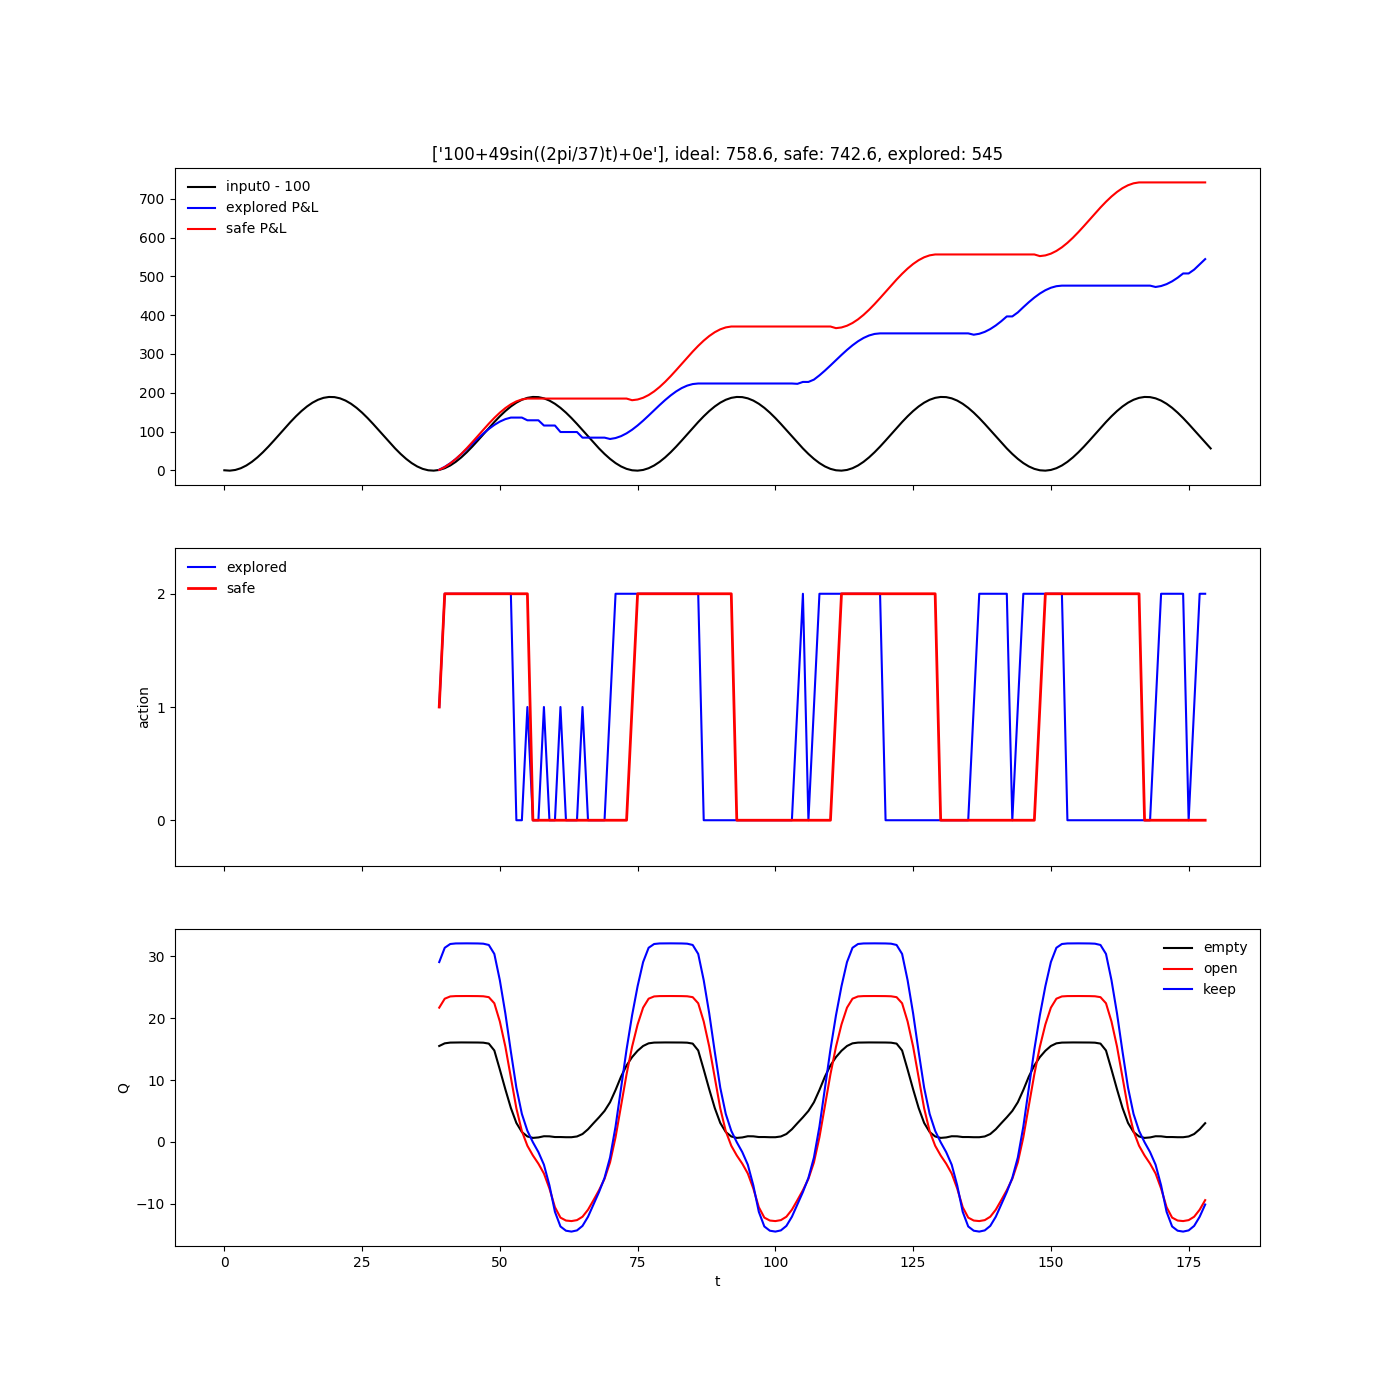 ['100+49sin((2pi/37)t)+0e'], ideal: 758.6, safe: 742.6, explored: 545
input0 - 100
explored P&L
safe P&L
700
600
500
400
300
200
100
0
explored
safe
2
1
0
action
empty
open
keep
30
20
10
0
−10
Q
0 25 50 75 100 125 150 175
t